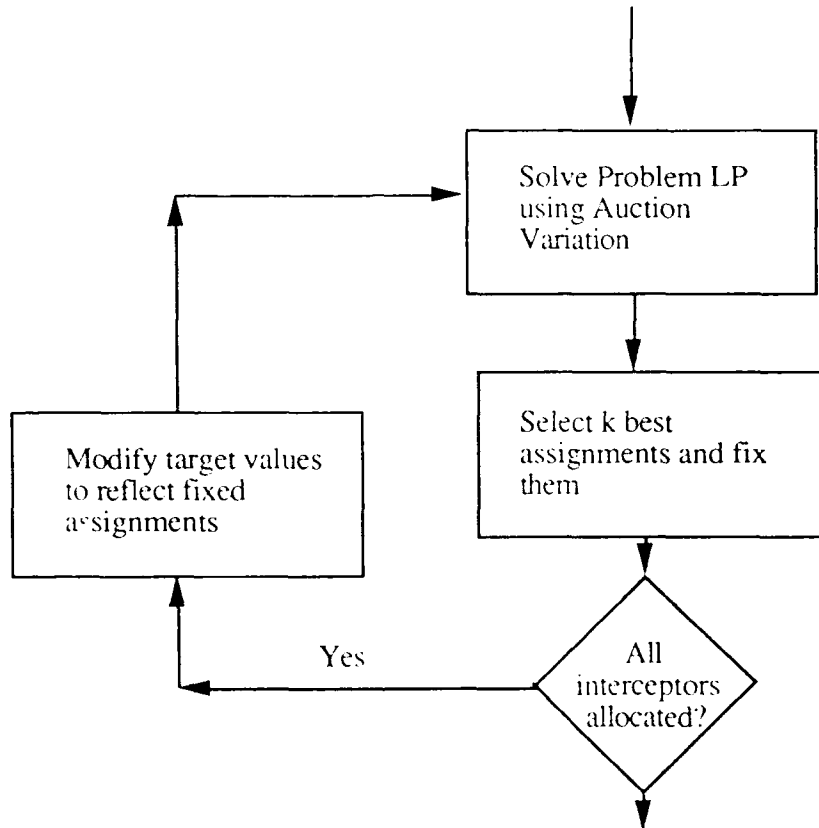 Solve Problem LP
using Auction
Variation
Select k best
assignments and fix
them
Modify target values
to reflect fixed
assignments
Yes
All
interceptors
allocated?